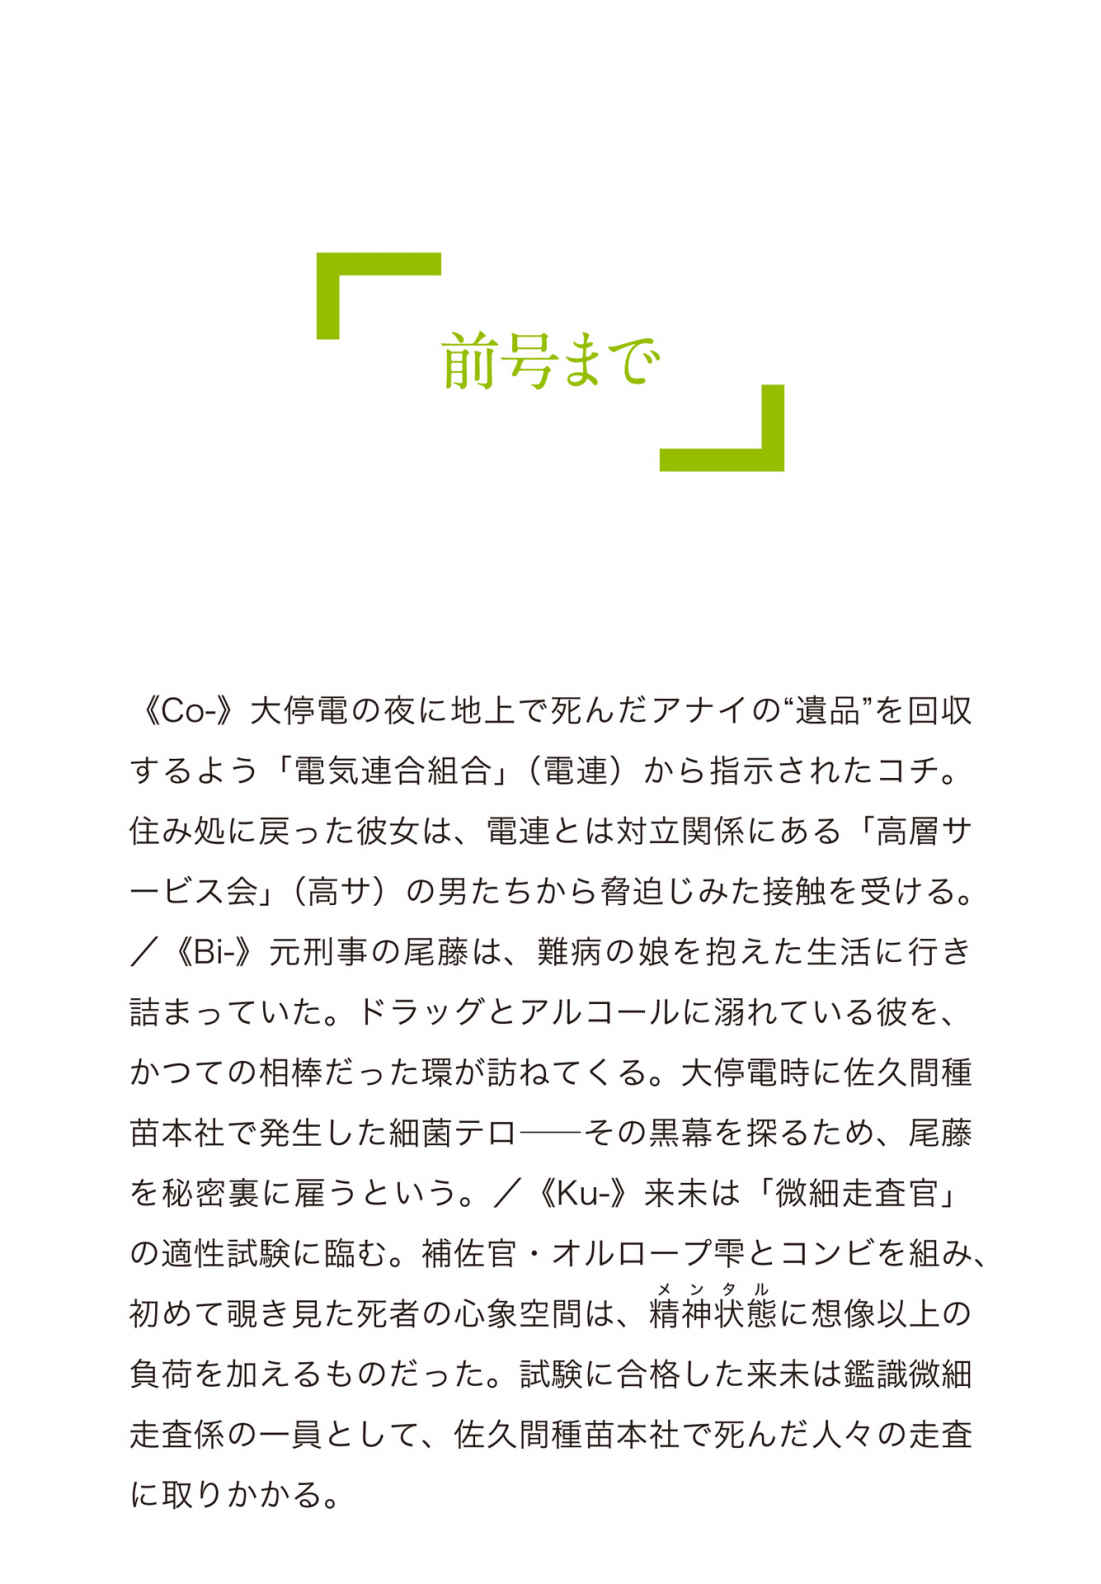 前号まで
《Co-》大停電の夜に地上で死んだアナイの“遺品”を回収
するよう「電気連合組合」（電連）から指示されたコチ。
住み処に戻った彼女は、電連とは対立関係にある「高層サ
ービス会」（高サ）の男たちから脅迫じみた接触を受ける。
／《Bi-》元刑事の尾藤は、難病の娘を抱えた生活に行き
詰まっていた。ドラッグとアルコールに溺れている彼を、
かつての相棒だった環が訪ねてくる。大停電時に佐久間種
苗本社で発生した細菌テロ――その黒幕を探るため、尾藤
を秘密裏に雇うという。／《Ku-》来未は「微細走査官」
の適性試験に臨む。補佐官・オルロープ雫とコンビを組み、
メンタル
初めて覗き見た死者の心象空間は、精神状態に想像以上の
負荷を加えるものだった。試験に合格した来未は鑑識微細
走査係の一員として、佐久間種苗本社で死んだ人々の走査
に取りかかる。